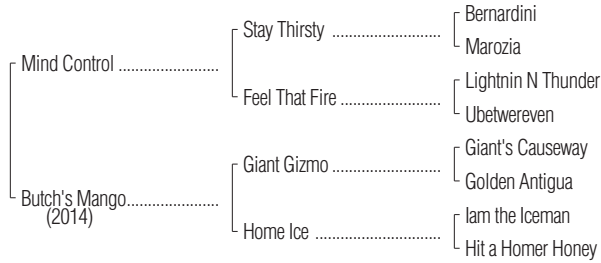 Bernardini
Stay Thirsty ......................
Marozia
Mind Control ....................
Lightnin N Thunder
Feel That Fire ....................
Ubetwereven
Giant's Causeway
Giant Gizmo ......................
Golden Antigua
Butch's Mango..................
(2014)
Iam the Iceman
Home Ice .........................
Hit a Homer Honey